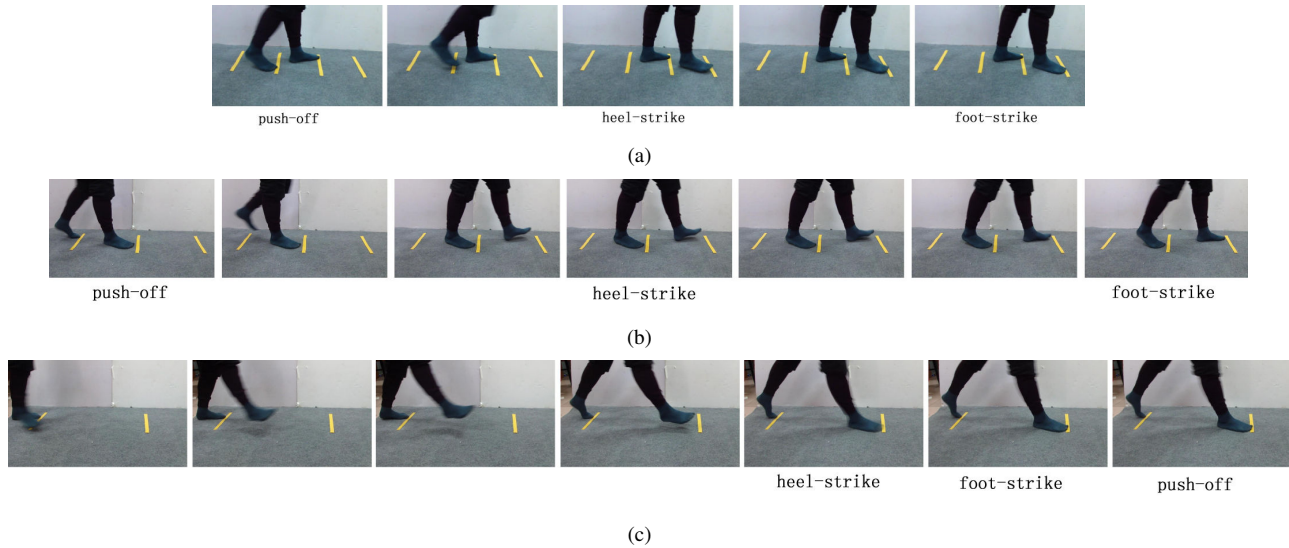 push-off heel-strike foot-strike
(a)
push-off heel-strike foot-strike
(b)
heel-strike foot-strike push-off
(c)